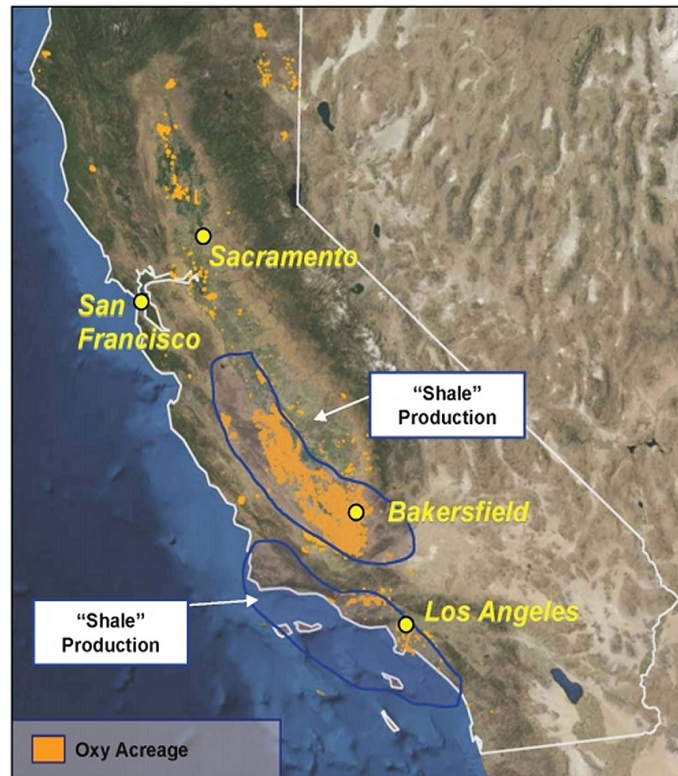 Sacramento
San
Francisco
“Shale”
Production
Bakersfield
“Shale”
Production
Los Angeles
Oxy Acreage